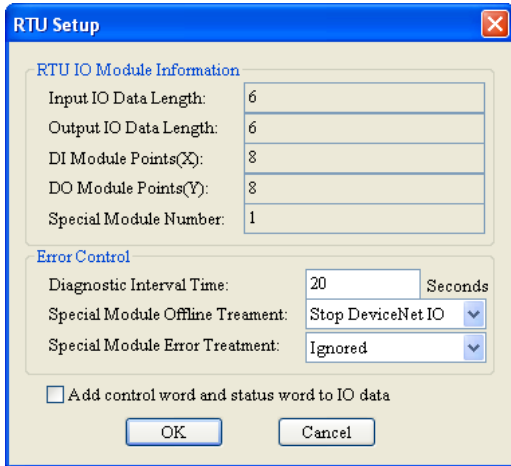 RTU Setup
RTU IO Module Information
Input IO Data Length: 6
Output IO Data Length: 6
DI Module Points(X): 8
DO Module Points(Y): 8
Special Module Number: 1
Error Control
Diagnostic Interval Time: 20 Seconds
Special Module Offline Treament: Stop DeviceNet IO
Special Module Error Treatment: Ignored
Add control word and status word to IO data
OK Cancel